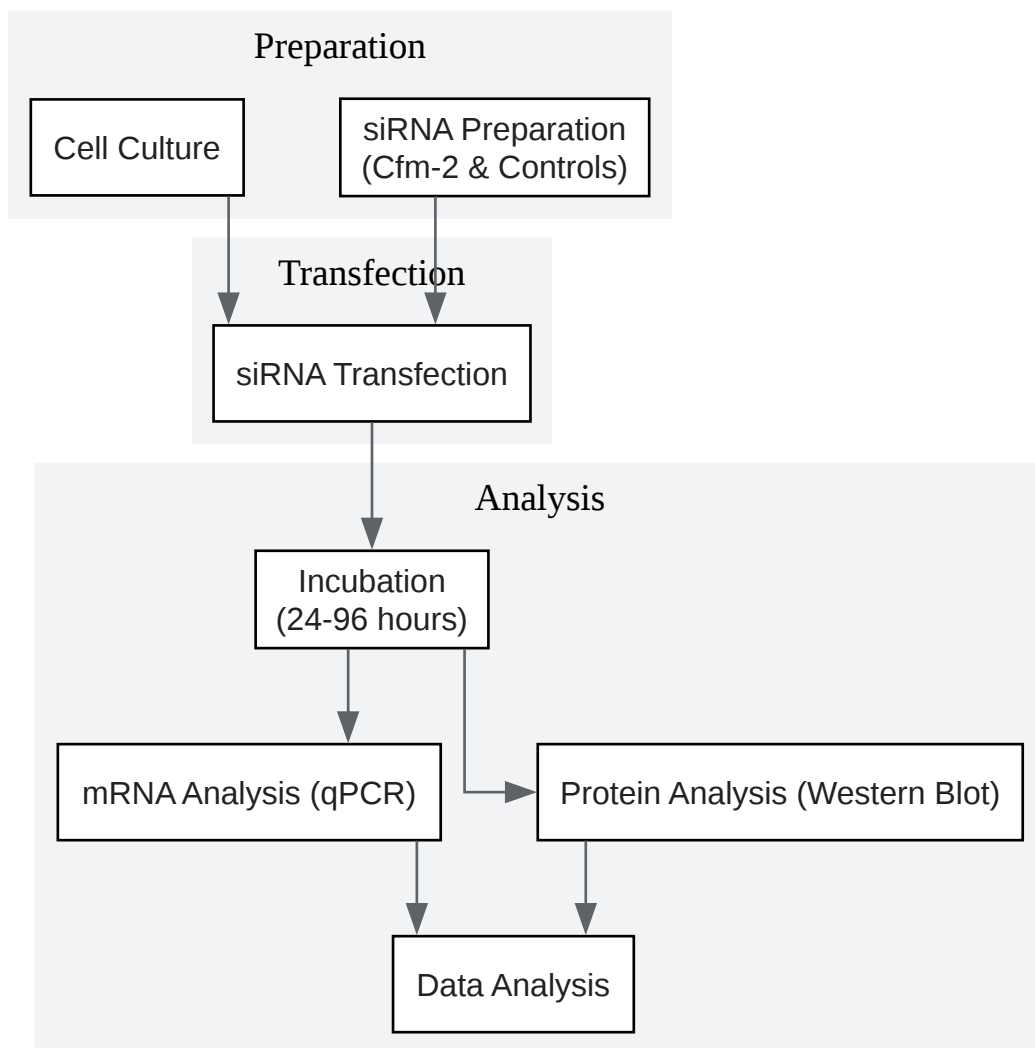 Preparation
Cell Culture
siRNA Preparation
(Cfm-2 & Controls)
Transfection
siRNA Transfection
Analysis
Incubation
(24-96 hours)
mRNA Analysis (qPCR)
Protein Analysis (Western Blot)
Data Analysis